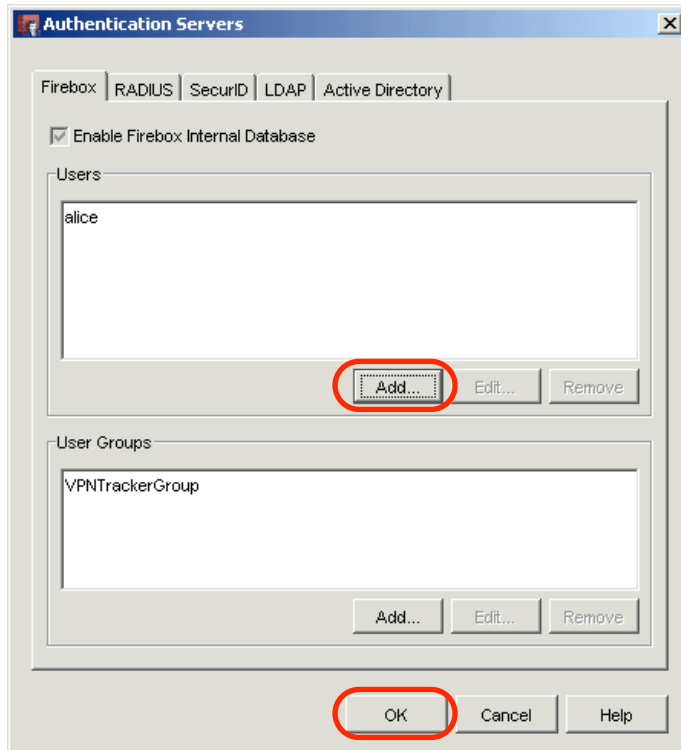 Authentication Servers
Firebox RADIUS SecurID LDAP Active Directory
Enable Firebox Internal Database
Users
alice
Add... Edit... Remove
User Groups
VPNTrackerGroup
Add... Edit... Remove
OK Cancel Help